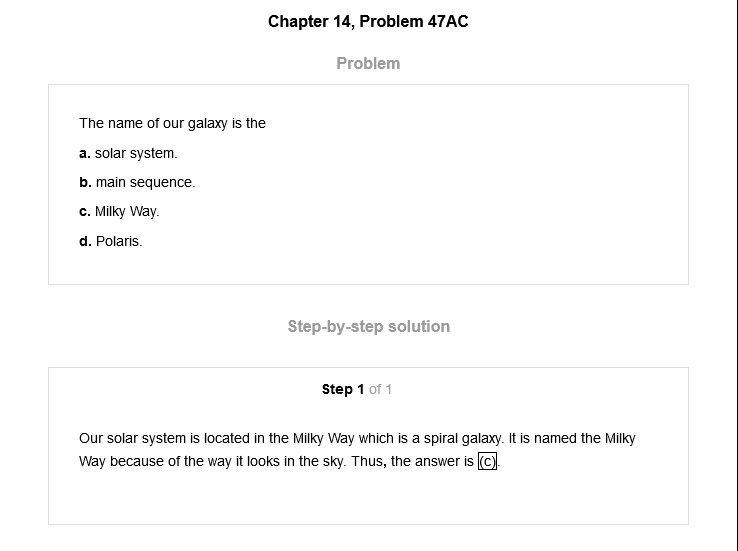 Chapter 14, Problem 47AC
Problem
The name of our galaxy is the
a. solar system.
b. main sequence.
c. Milky Way.
d. Polaris.
Step-by-step solution
Step 1 of 1
Our solar system is located in the Milky Way which is a spiral galaxy. It is named the Milky
Way because of the way it looks in the sky. Thus, the answer is (c).